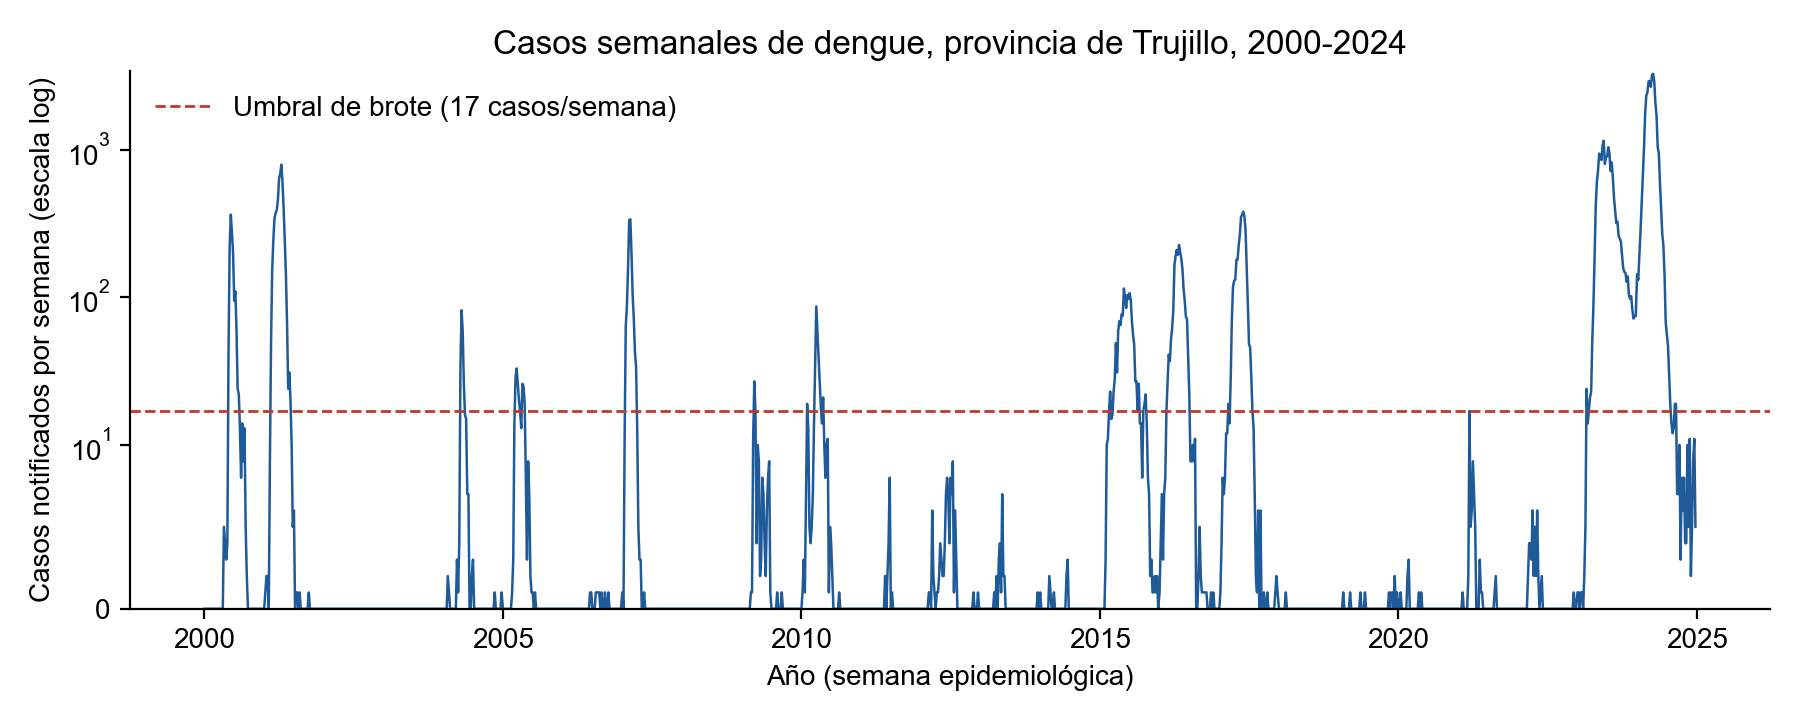 Casos semanales de dengue, provincia de Trujillo, 2000-2024
Umbral de brote (17 casos/semana)
Casos notificados por semana (escala log)
10³
10²
10¹
0
2000 2005 2010 2015 2020 2025
Año (semana epidemiológica)